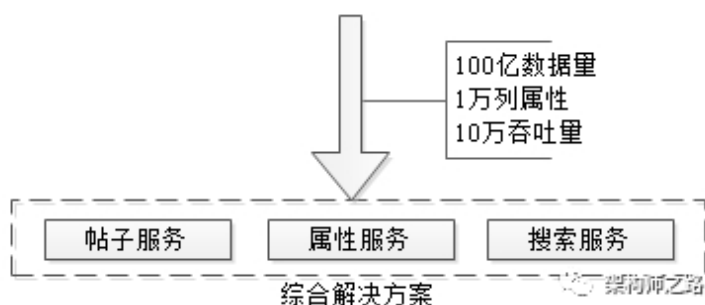 100亿数据量
1万列属性
10万吞吐量
帖子服务
属性服务
搜索服务
综合解决方案
架构师之路